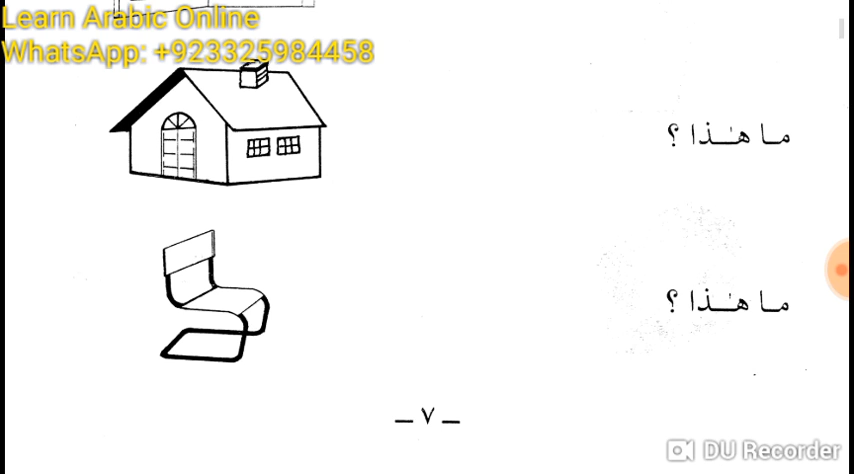 Learn Arabic Online
WhatsApp: +923325984458
ما هٰذا ؟
ما هٰذا ؟
— ٧ —
DU Recorder